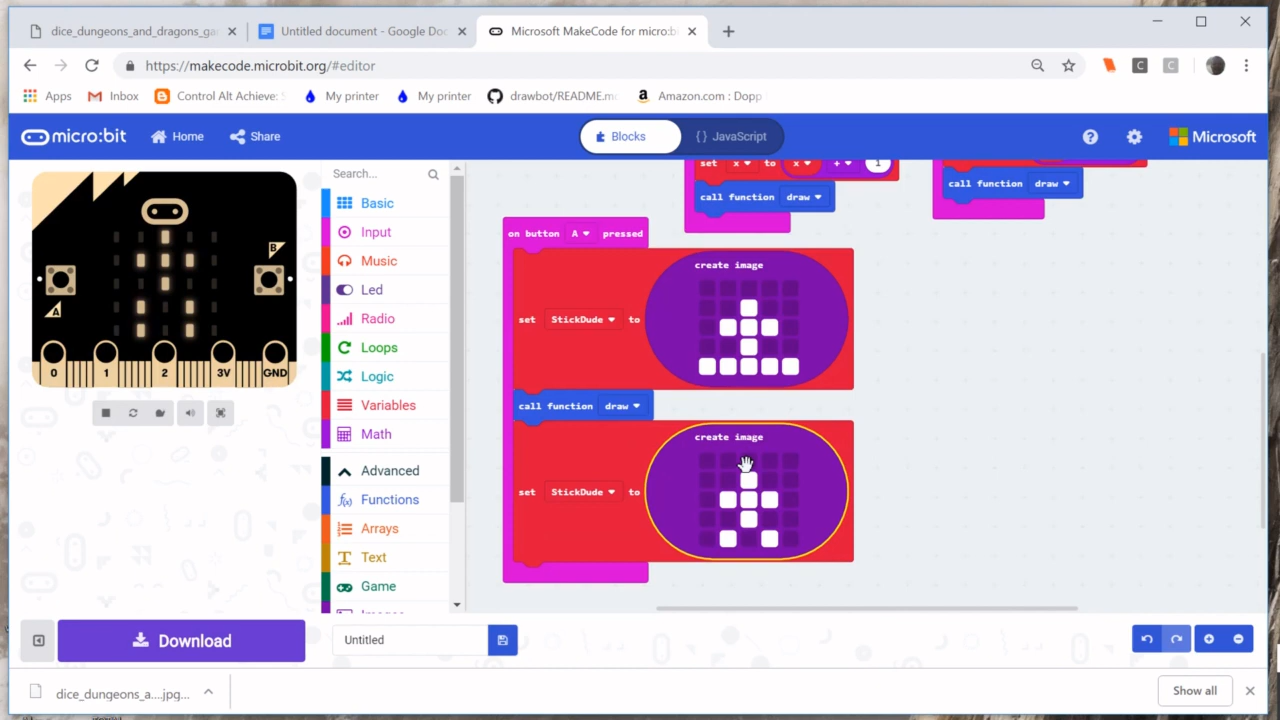 dice_dungeons_and_dragons_ga
Untitled document - Google Doc
Microsoft MakeCode for micro:bi
https://makecode.microbit.org/#editor
Apps
Inbox
Control Alt Achieve:
My printer
My printer
drawbot/README.m
Amazon.com : Dopp
micro:bit
Home
Share
Blocks
{} JavaScript
Microsoft
B
A
0
1
2
3V
GND
Search...
Basic
Input
Music
Led
Radio
Loops
Logic
Variables
Math
Advanced
Functions
Arrays
Text
Game
set x to x + 1
call function draw
call function draw
on button A pressed
create image
set StickDude to
call function draw
create image
set StickDude to
Download
Untitled
dice_dungeons_a....jpg...
Show all